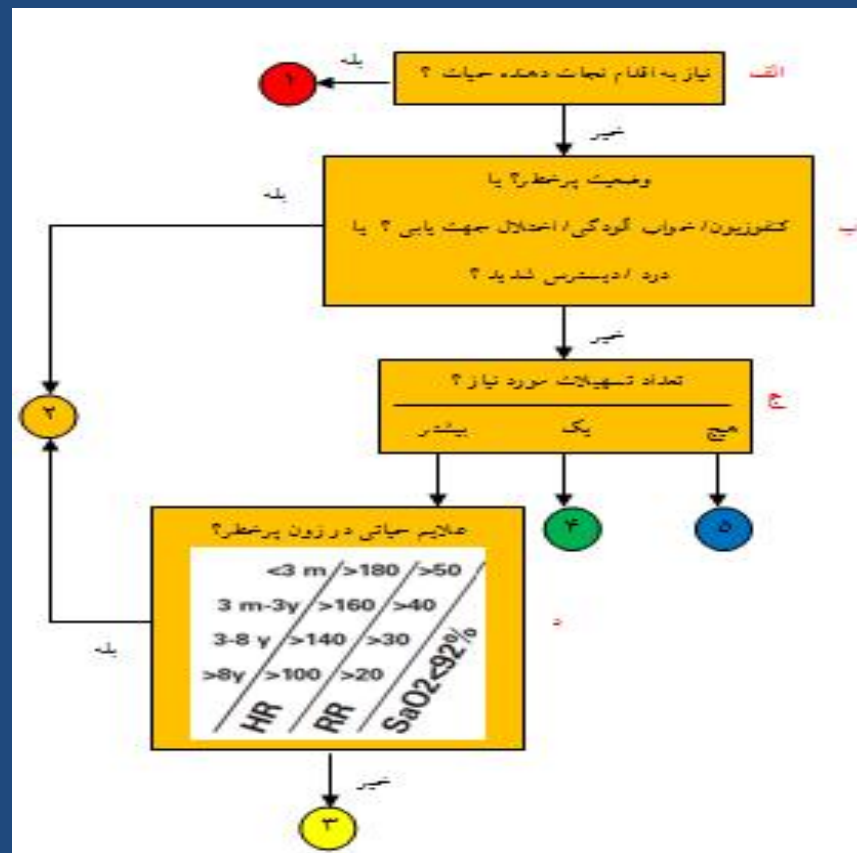 نیاز به اقدام نجات دهنده حیات ؟
الف
بله
۱
خیر
وضعیت پرخطر؟ یا
کنفوزیون/ خواب آلودگی/ اختلال جهت یابی ؟ یا
درد / دیسترس شدید ؟
ب
بله
خیر
تعداد تسهیلات مورد نیاز ؟
هیچ یک بیشتر
ج
۲
۵
۴
علایم حیاتی در زون پرخطر؟
<3 m >180 >50
3 m-3y >160 >40
3-8 y >140 >30
>8y >100 >20
HR RR SaO2<92%
د
بله
خیر
۳